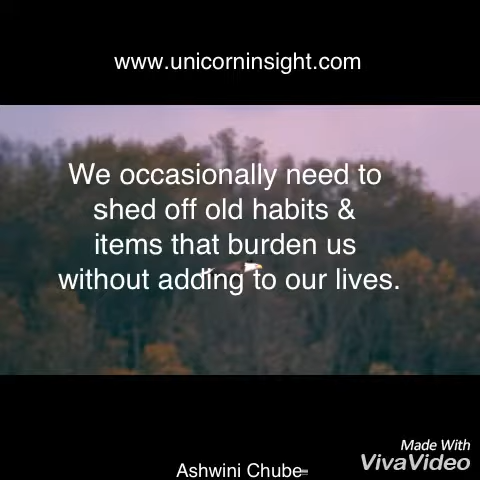 www.unicorninsight.com
We occasionally need to
shed off old habits &
items that burden us
without adding to our lives.
Made With
VivaVideo
Ashwini Chube